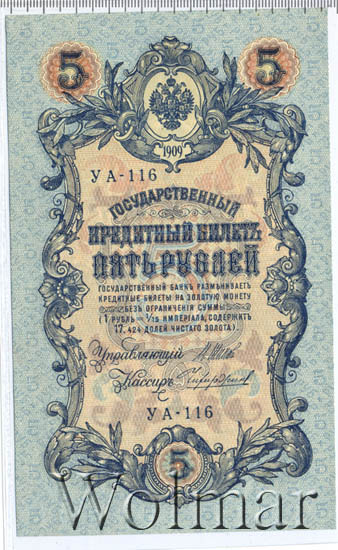 5 5
1909
УА-116
ГОСУДАРСТВЕННЫЙ
КРЕДИТНЫЙ БИЛЕТЪ
ПЯТЬ РУБЛЕЙ
ГОСУДАРСТВЕННЫЙ БАНКЪ РАЗМѢНИВАЕТЪ
КРЕДИТНЫЕ БИЛЕТЫ НА ЗОЛОТУЮ МОНЕТУ
БЕЗЪ ОГРАНИЧЕНІЯ СУММЫ
(1 РУБЛЬ = 1/15 ИМПЕРІАЛА, СОДЕРЖИТЪ
17,424 ДОЛЕЙ ЧИСТАГО ЗОЛОТА).
Управляющій
Кассиръ
УА-116
5
Wolmar